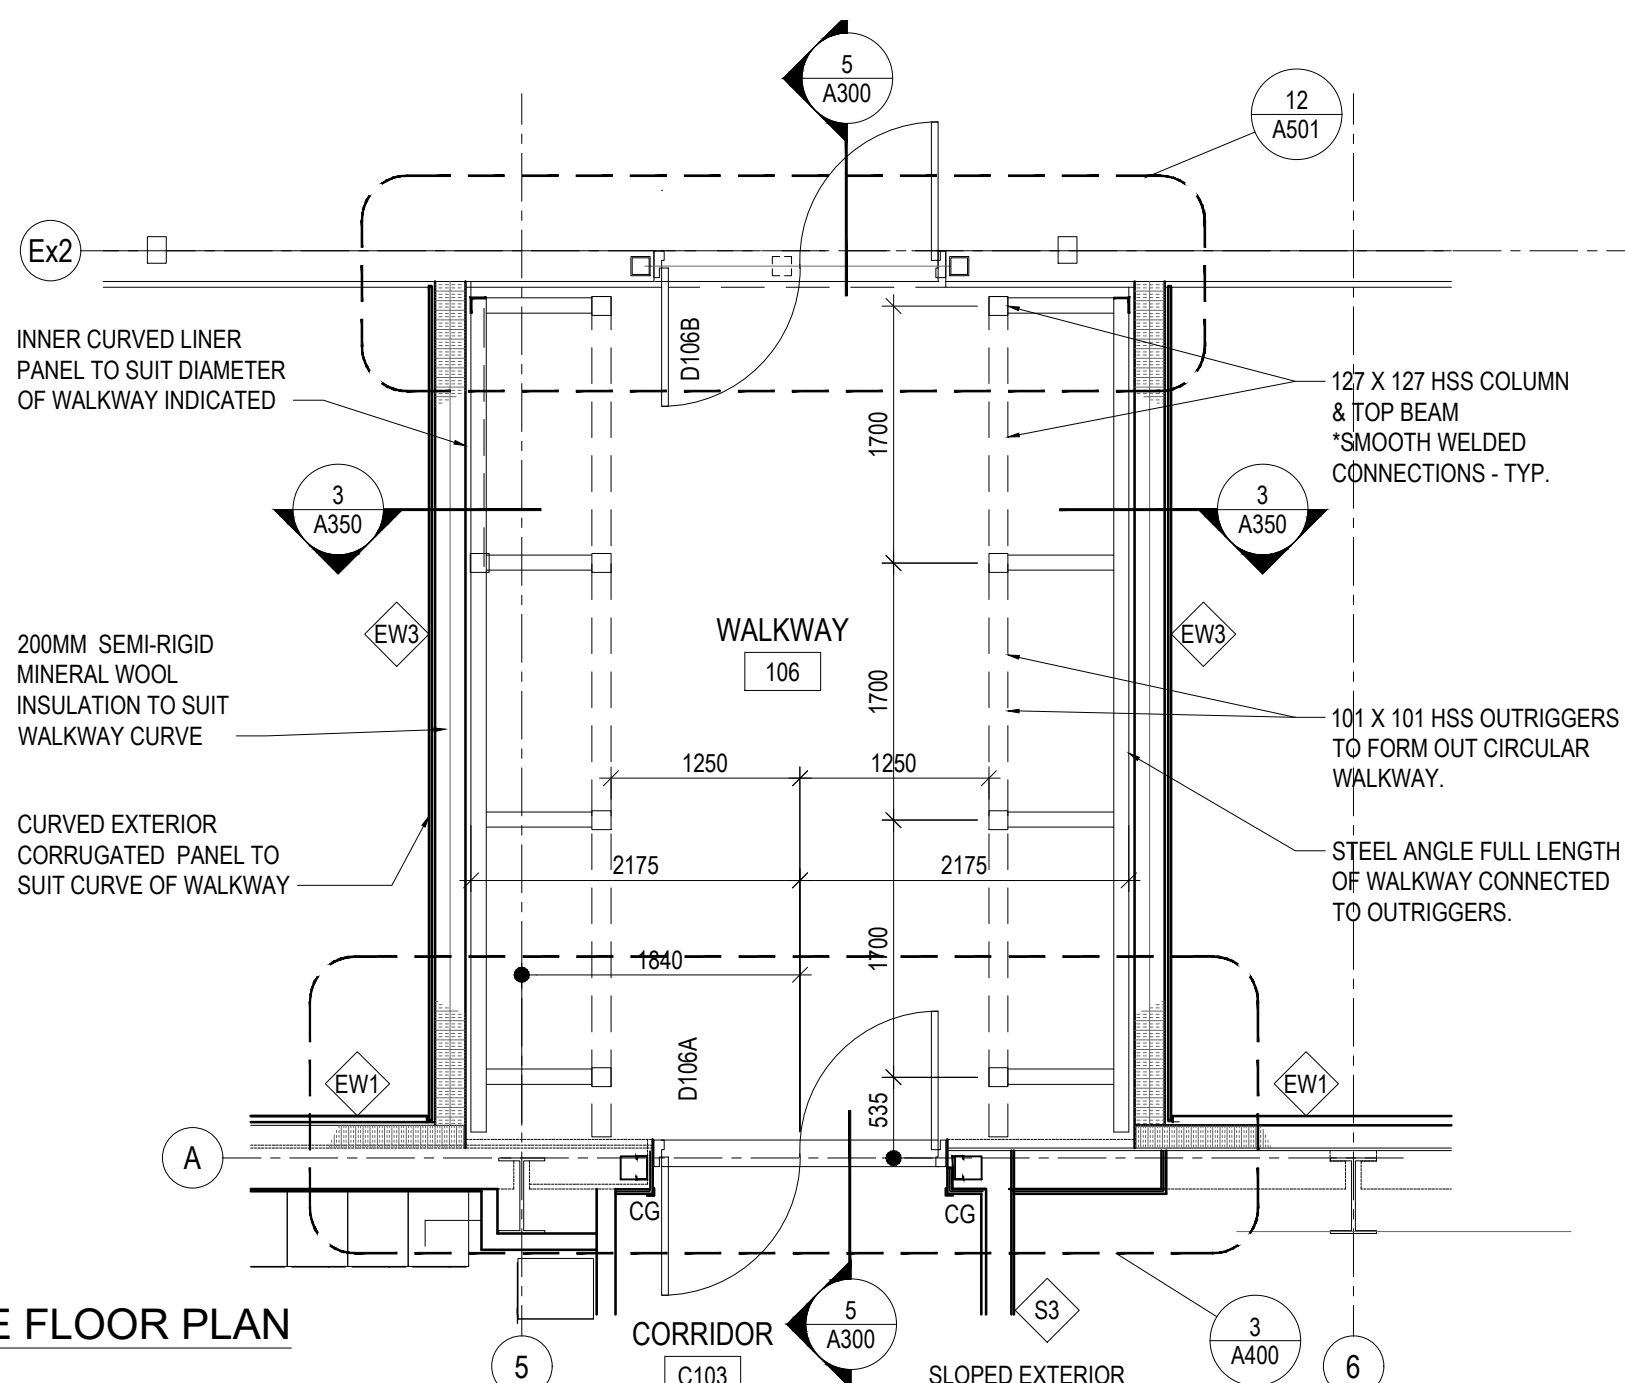 5
A300
12
A501
Ex2
INNER CURVED LINER
PANEL TO SUIT DIAMETER
OF WALKWAY INDICATED
D106B
1700
127 X 127 HSS COLUMN
& TOP BEAM
*SMOOTH WELDED
CONNECTIONS - TYP.
3
A350
3
A350
EW3
EW3
200MM SEMI-RIGID
MINERAL WOOL
INSULATION TO SUIT
WALKWAY CURVE
WALKWAY
106
1700
101 X 101 HSS OUTRIGGERS
TO FORM OUT CIRCULAR
WALKWAY.
1250
1250
CURVED EXTERIOR
CORRUGATED PANEL TO
SUIT CURVE OF WALKWAY
2175
2175
STEEL ANGLE FULL LENGTH
OF WALKWAY CONNECTED
TO OUTRIGGERS.
1700
1840
D106A
EW1
EW1
535
A
CG
CG
E FLOOR PLAN
CORRIDOR
C103
5
A300
S3
3
A400
5
6
SLOPED EXTERIOR